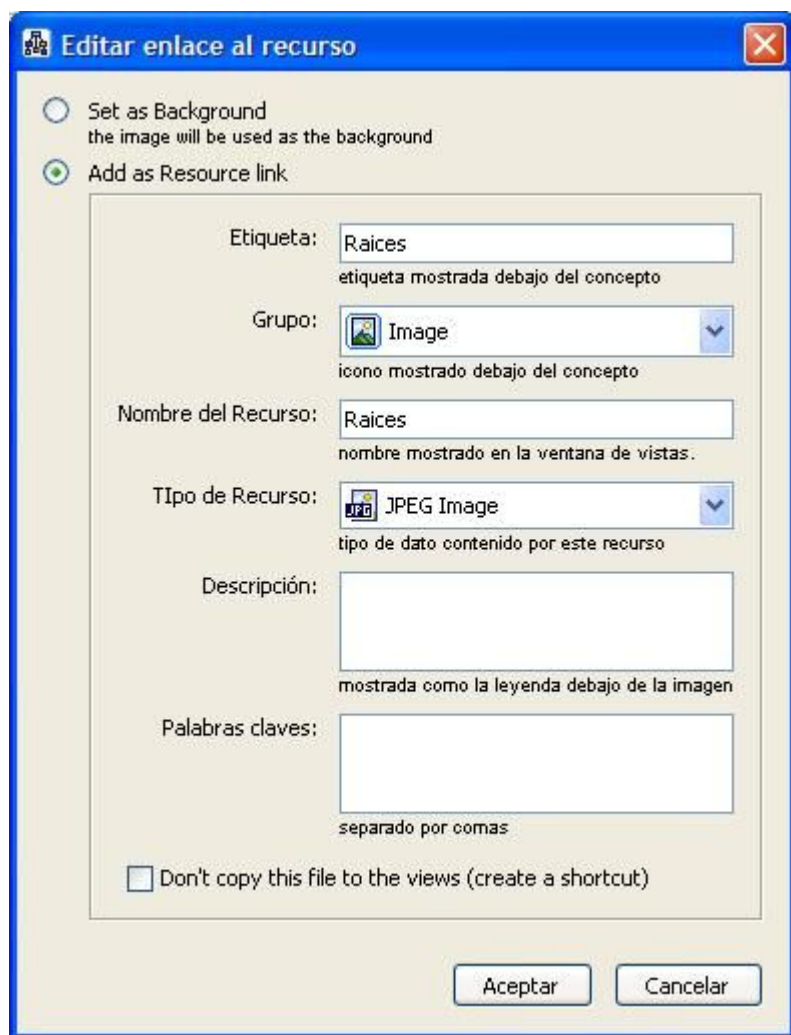 Editar enlace al recurso
Set as Background
the image will be used as the background
Add as Resource link
Etiqueta: Raices
etiqueta mostrada debajo del concepto
Grupo: Image
icono mostrado debajo del concepto
Nombre del Recurso: Raices
nombre mostrado en la ventana de vistas.
TIpo de Recurso: JPG JPEG Image
tipo de dato contenido por este recurso
Descripción:
mostrada como la leyenda debajo de la imagen
Palabras claves:
separado por comas
Don't copy this file to the views (create a shortcut)
Aceptar Cancelar